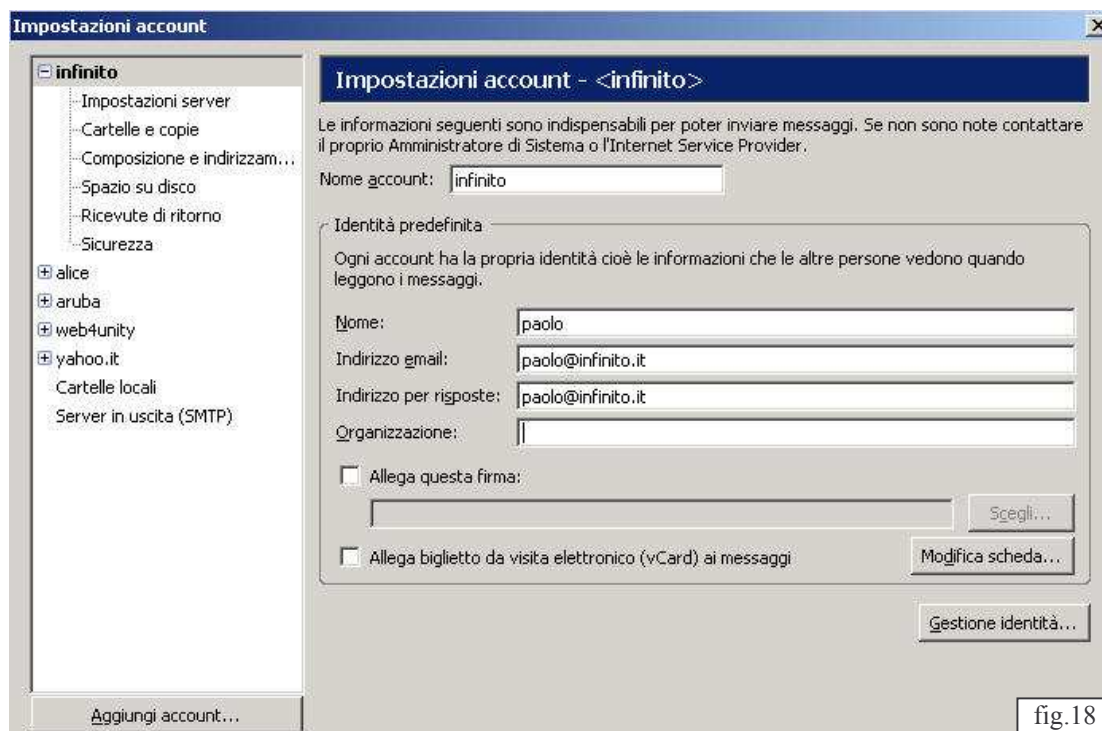 Impostazioni account
infinito
Impostazioni server
Cartelle e copie
Composizione e indirizzam...
Spazio su disco
Ricevute di ritorno
Sicurezza
alice
aruba
web4unity
yahoo.it
Cartelle locali
Server in uscita (SMTP)
Aggiungi account...
Impostazioni account - <infinito>
Le informazioni seguenti sono indispensabili per poter inviare messaggi. Se non sono note contattare
il proprio Amministratore di Sistema o l'Internet Service Provider.
Nome account: infinito
Identità predefinita
Ogni account ha la propria identità cioè le informazioni che le altre persone vedono quando
leggono i messaggi.
Nome: paolo
Indirizzo email: paolo@infinito.it
Indirizzo per risposte: paolo@infinito.it
Organizzazione:
Allega questa firma:
Scegli...
Allega biglietto da visita elettronico (vCard) ai messaggi Modifica scheda...
Gestione identità...
fig.18